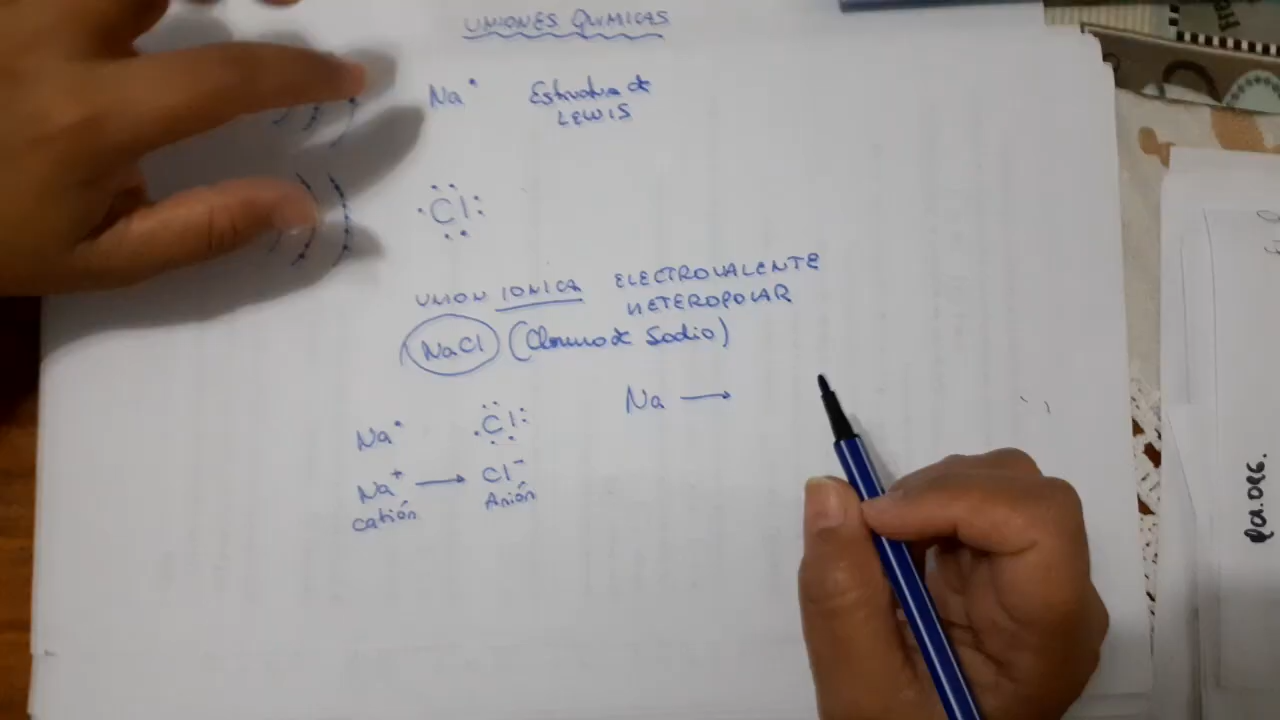 UNIONES QUIMICAS
Na• Estructura de
LEWIS
Cl
UNION IONICA ELECTROVALENTE
HETEROPOLAR
NaCl (Cloruro de Sodio)
Na• Cl
Na →
Na⁺ → Cl⁻
Catión Anión